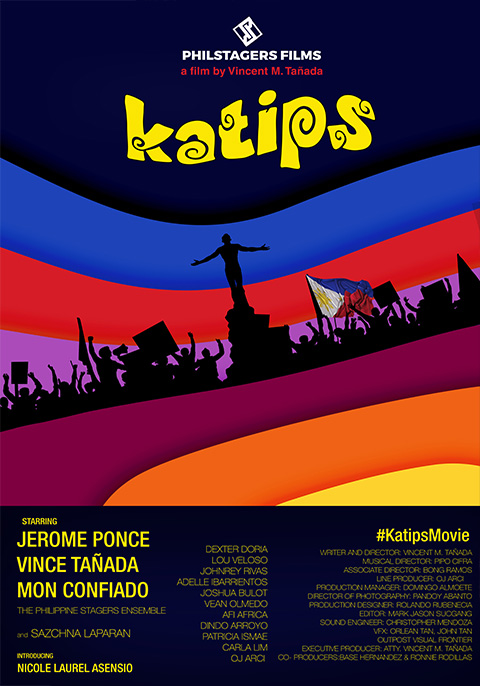 PHILSTAGERS FILMS
a film by Vincent M. Tañada
katips
STARRING
JEROME PONCE
VINCE TAÑADA
MON CONFIADO
THE PHILIPPINE STAGERS ENSEMBLE
and SAZCHNA LAPARAN
INTRODUCING
NICOLE LAUREL ASENSIO
DEXTER DORIA
LOU VELOSO
JOHNREY RIVAS
ADELLE IBARRIENTOS
JOSHUA BULOT
VEAN OLMEDO
AFI AFRICA
DINDO ARROYO
PATRICIA ISMAE
CARLA LIM
OJ ARCI
#KatipsMovie
WRITER AND DIRECTOR: VINCENT M. TAÑADA
MUSICAL DIRECTOR: PIPO CIFRA
ASSOCIATE DIRECTOR: BONG RAMOS
LINE PRODUCER: OJ ARCI
PRODUCTION MANAGER: DOMINGO ALMOETE
DIRECTOR OF PHOTOGRAPHY: PANDOY ABANTO
PRODUCTION DESIGNER: ROLANDO RUBENECIA
EDITOR: MARK JASON SUCGANG
SOUND ENGINEER: CHRISTOPHER MENDOZA
VFX: ORLEAN TAN, JOHN TAN
OUTPOST VISUAL FRONTIER
EXECUTIVE PRODUCER: ATTY. VINCENT M. TAÑADA
CO- PRODUCERS:BASE HERNANDEZ & RONNIE RODILLAS